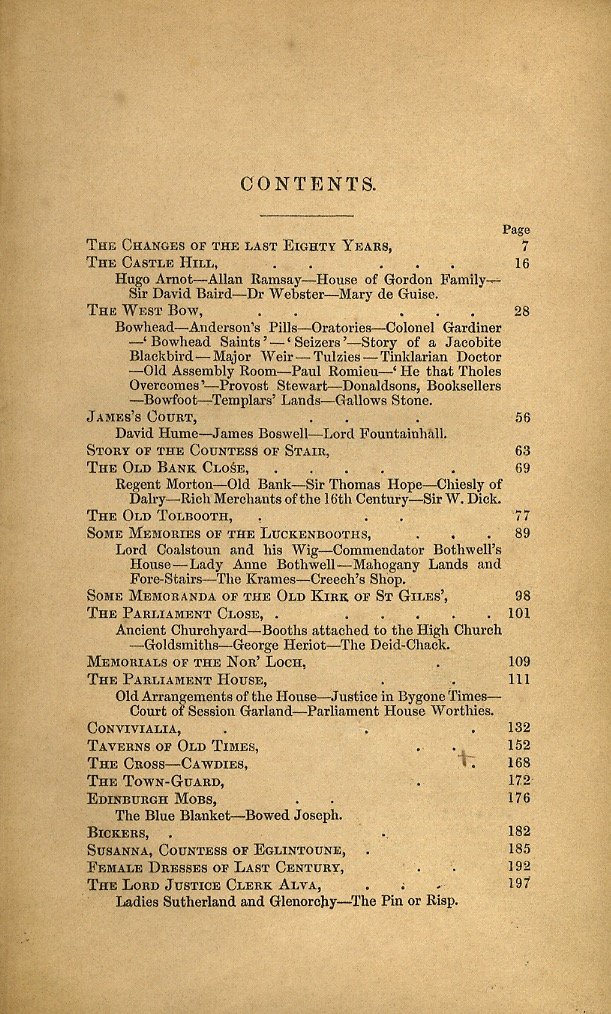 CONTENTS.
Page
THE CHANGES OF THE LAST EIGHTY YEARS, 7
THE CASTLE HILL, . . . . . 16
Hugo Arnot—Allan Ramsay—House of Gordon Family—
Sir David Baird—Dr Webster—Mary de Guise.
THE WEST BOW, . . . . . 28
Bowhead—Anderson's Pills—Oratories—Colonel Gardiner
—'Bowhead Saints'—'Seizers'—Story of a Jacobite
Blackbird—Major Weir—Tulzies—Tinklarian Doctor
—Old Assembly Room—Paul Romieu—'He that Tholes
Overcomes'—Provost Stewart—Donaldsons, Booksellers
—Bowfoot—Templars' Lands—Gallows Stone.
JAMES'S COURT, . . . 56
David Hume—James Boswell—Lord Fountainhall.
STORY OF THE COUNTESS OF STAIR, 63
THE OLD BANK CLOSE, . . . . . 69
Regent Morton—Old Bank—Sir Thomas Hope—Chiesly of
Dalry—Rich Merchants of the 16th Century—Sir W. Dick.
THE OLD TOLBOOTH, . . . 77
SOME MEMORIES OF THE LUCKENBOOTHS, . . . 89
Lord Coalstoun and his Wig—Commendator Bothwell's
House—Lady Anne Bothwell—Mahogany Lands and
Fore-Stairs—The Krames—Creech's Shop.
SOME MEMORANDA OF THE OLD KIRK OF ST GILES', 98
THE PARLIAMENT CLOSE, . . . . . . 101
Ancient Churchyard—Booths attached to the High Church
—Goldsmiths—George Heriot—The Deid-Chack.
MEMORIALS OF THE NOR' LOCH, . 109
THE PARLIAMENT HOUSE, . . 111
Old Arrangements of the House—Justice in Bygone Times—
Court of Session Garland—Parliament House Worthies.
CONVIVIALIA, . . . 132
TAVERNS OF OLD TIMES, . . 152
THE CROSS—CAWDIES, . 168
THE TOWN-GUARD, . 172
EDINBURGH MOBS, . . 176
The Blue Blanket—Bowed Joseph.
BICKERS, . . 182
SUSANNA, COUNTESS OF EGLINTOUNE, . 185
FEMALE DRESSES OF LAST CENTURY, . . 192
THE LORD JUSTICE CLERK ALVA, . . . 197
Ladies Sutherland and Glenorchy—The Pin or Risp.